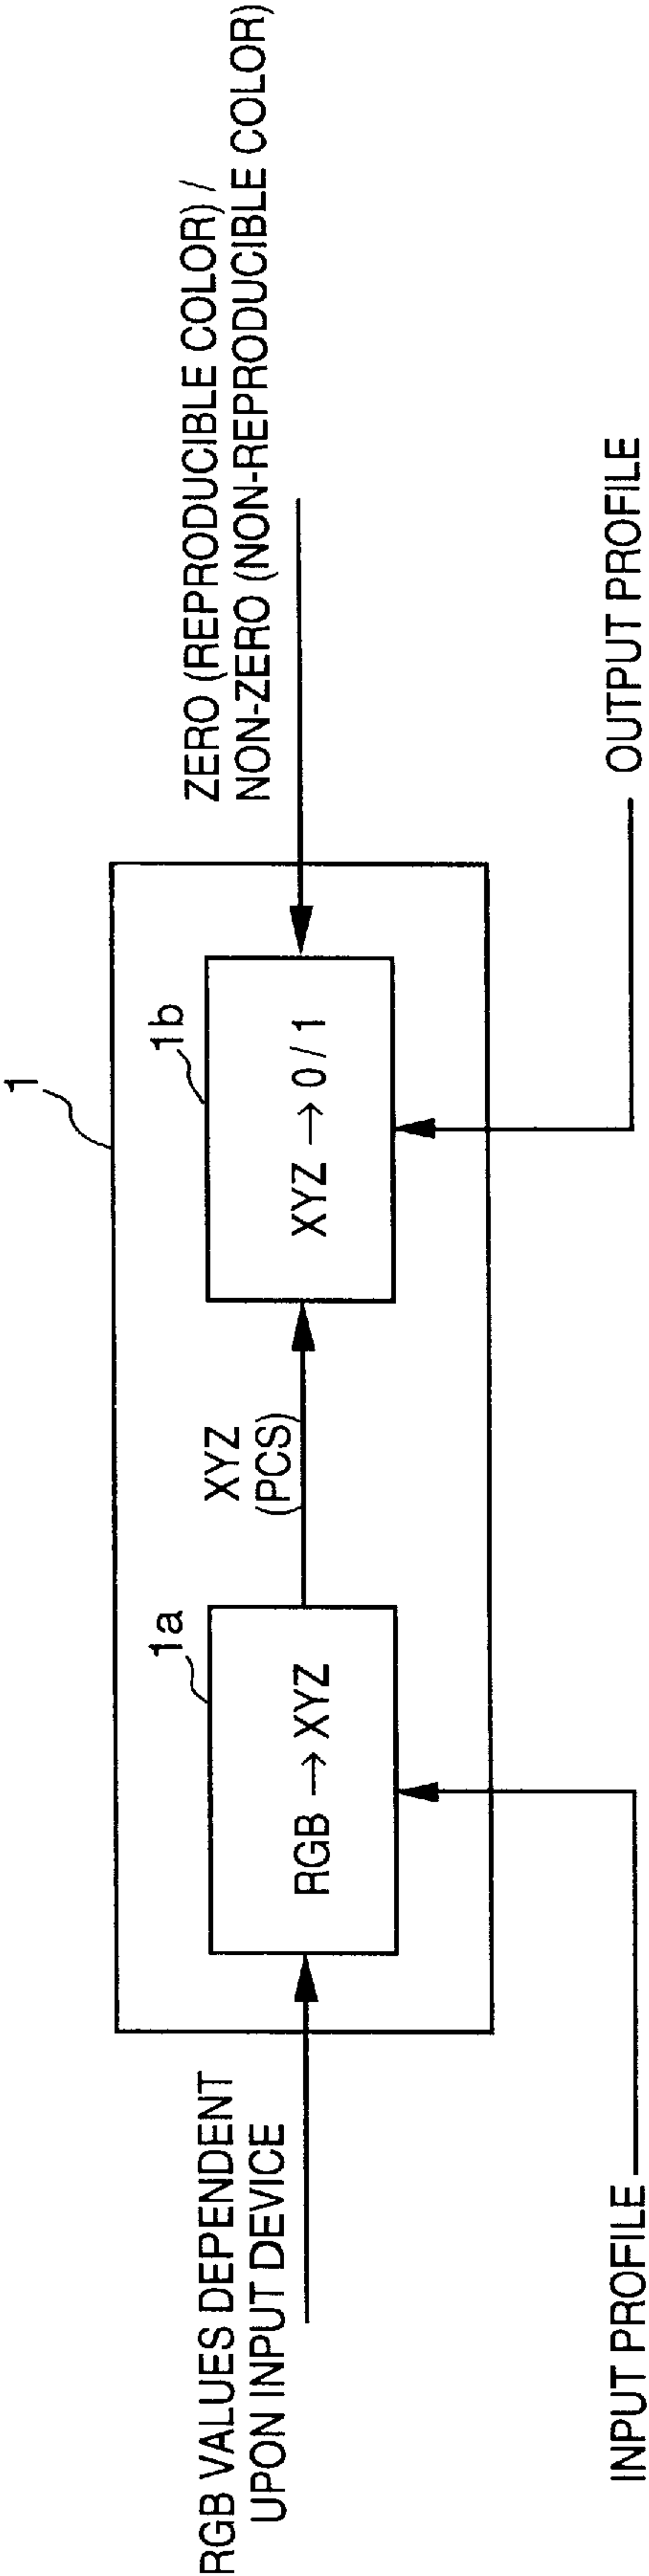 1
RGB VALUES DEPENDENT
UPON INPUT DEVICE
1a
RGB → XYZ
XYZ
(PCS)
1b
XYZ → 0 / 1
ZERO (REPRODUCIBLE COLOR) /
NON-ZERO (NON-REPRODUCIBLE COLOR)
INPUT PROFILE
OUTPUT PROFILE